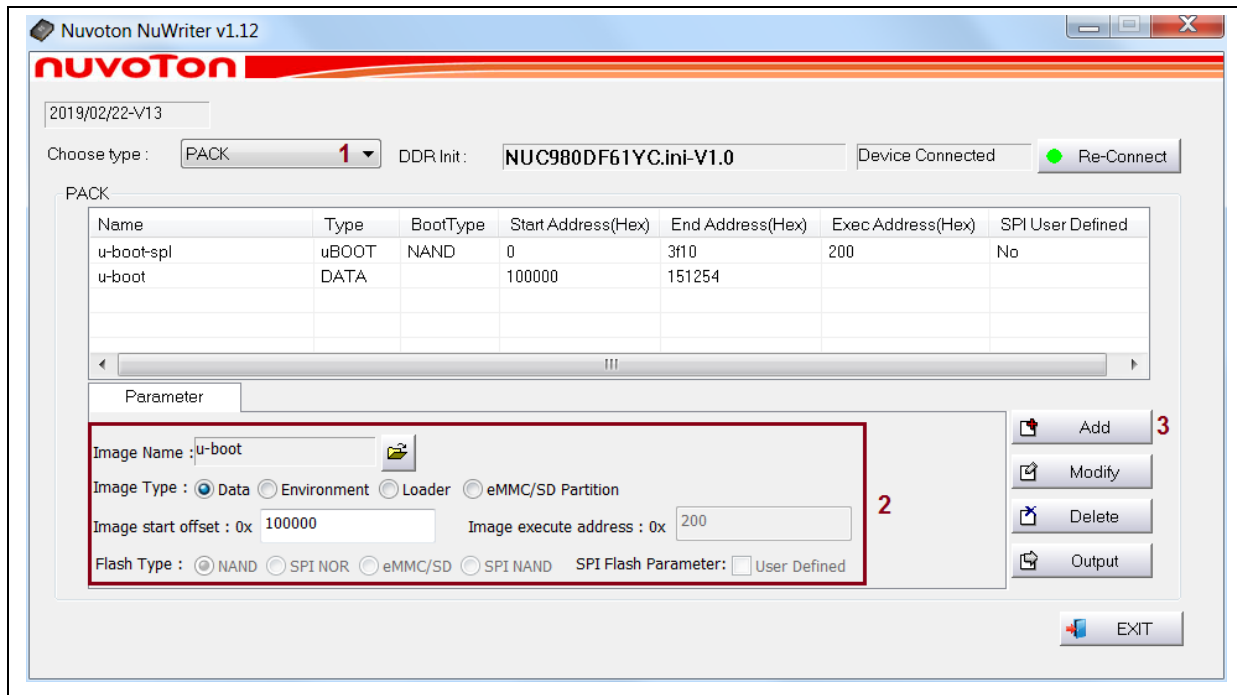 Nuvoton NuWriter v1.12
nuvoTon
2019/02/22-V13
Choose type : PACK 1 DDR Init : NUC980DF61YC.ini-V1.0 Device Connected Re-Connect
PACK
Name Type BootType Start Address(Hex) End Address(Hex) Exec Address(Hex) SPI User Defined
u-boot-spl uBOOT NAND 0 3f10 200 No
u-boot DATA 100000 151254
Parameter
Image Name : u-boot
Image Type : Data Environment Loader eMMC/SD Partition
Image start offset : 0x 100000 Image execute address : 0x 200
Flash Type : NAND SPI NOR eMMC/SD SPI NAND SPI Flash Parameter: User Defined
2
Add 3
Modify
Delete
Output
EXIT